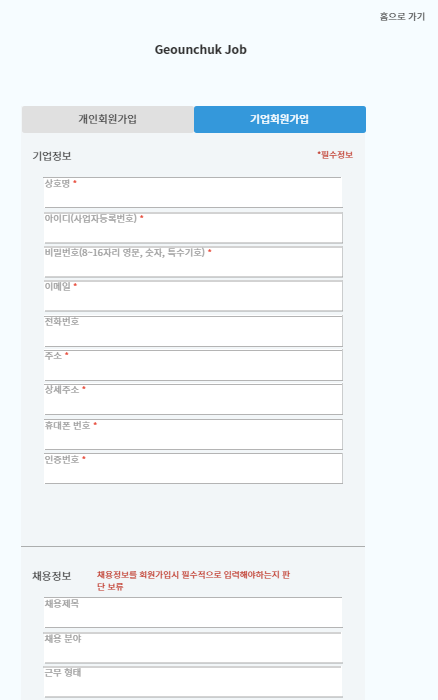 홈으로 가기
Geounchuk Job
개인회원가입
기업회원가입
기업정보
*필수정보
상호명 *
아이디(사업자등록번호) *
비밀번호(8~16자리 영문, 숫자, 특수기호) *
이메일 *
전화번호
주소 *
상세주소 *
휴대폰 번호 *
인증번호 *
채용정보
채용정보를 회원가입시 필수적으로 입력해야하는지 판
단 보류
채용제목
채용 분야
근무 형태